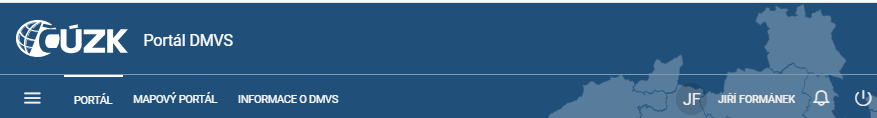 ČÚZK Portál DMVS
PORTÁL MAPOVÝ PORTÁL INFORMACE O DMVS JF JIŘÍ FORMÁNEK